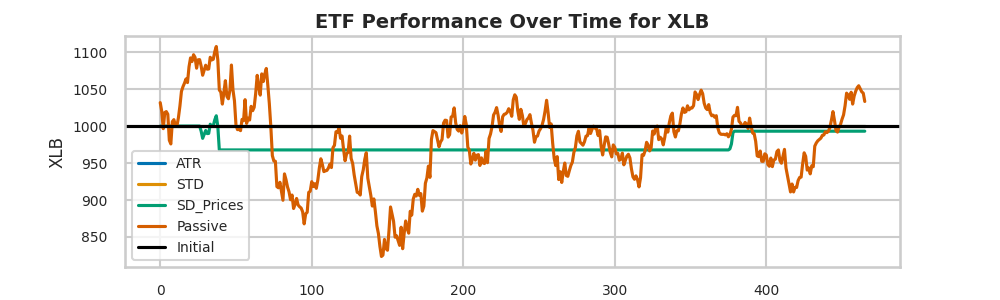 ETF Performance Over Time for XLB
XLB
1100
1050
1000
950
900
850
ATR
STD
SD_Prices
Passive
Initial
0
100
200
300
400